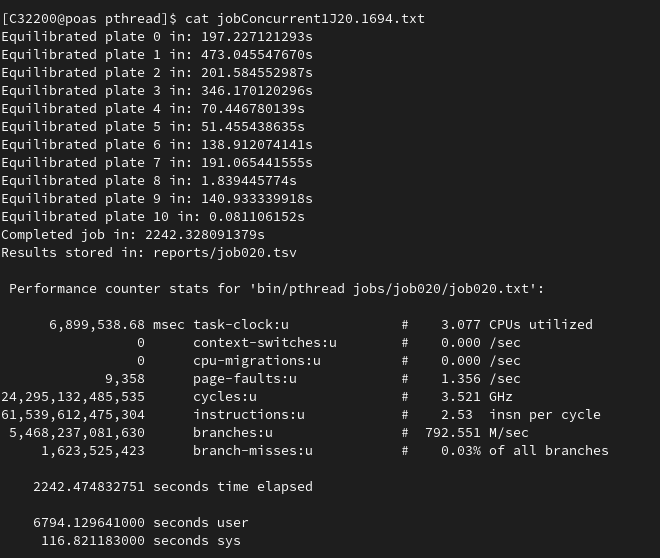 [C32200@poas pthread]$ cat jobConcurrent1J20.1694.txt
Equilibrated plate 0 in: 197.227121293s
Equilibrated plate 1 in: 473.045547670s
Equilibrated plate 2 in: 201.584552987s
Equilibrated plate 3 in: 346.170120296s
Equilibrated plate 4 in: 70.446780139s
Equilibrated plate 5 in: 51.455438635s
Equilibrated plate 6 in: 138.912074141s
Equilibrated plate 7 in: 191.065441555s
Equilibrated plate 8 in: 1.839445774s
Equilibrated plate 9 in: 140.933339918s
Equilibrated plate 10 in: 0.081106152s
Completed job in: 2242.328091379s
Results stored in: reports/job020.tsv
Performance counter stats for 'bin/pthread jobs/job020/job020.txt':
6,899,538.68 msec task-clock:u # 3.077 CPUs utilized
0 context-switches:u # 0.000 /sec
0 cpu-migrations:u # 0.000 /sec
9,358 page-faults:u # 1.356 /sec
24,295,132,485,535 cycles:u # 3.521 GHz
61,539,612,475,304 instructions:u # 2.53 insn per cycle
5,468,237,081,630 branches:u # 792.551 M/sec
1,623,525,423 branch-misses:u # 0.03% of all branches
2242.474832751 seconds time elapsed
6794.129641000 seconds user
116.821183000 seconds sys